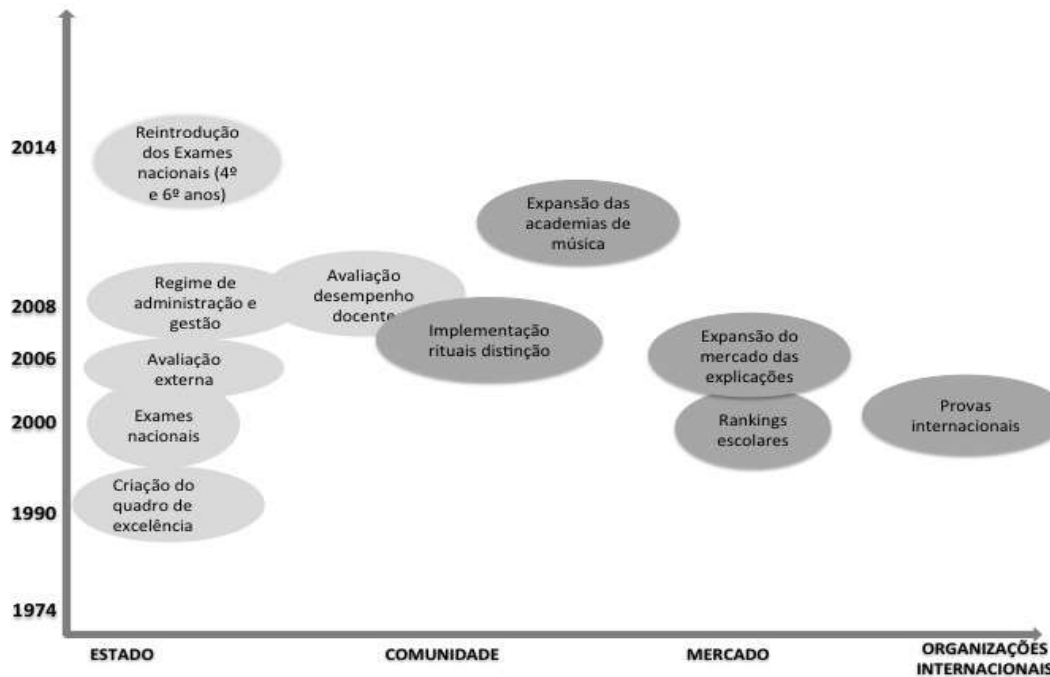 2014
Reintrodução
dos Exames
nacionais (4º
e 6º anos)
Expansão das
academias de
música
2008
Regime de
administração e
gestão
Avaliação
desempenho
docente
Implementação
rituais distinção
Expansão do
mercado das
explicações
2006
Avaliação
externa
2000
Exames
nacionais
Rankings
escolares
Provas
internacionais
1990
Criação do
quadro de
excelência
1974
ESTADO
COMUNIDADE
MERCADO
ORGANIZAÇÕES
INTERNACIONAIS